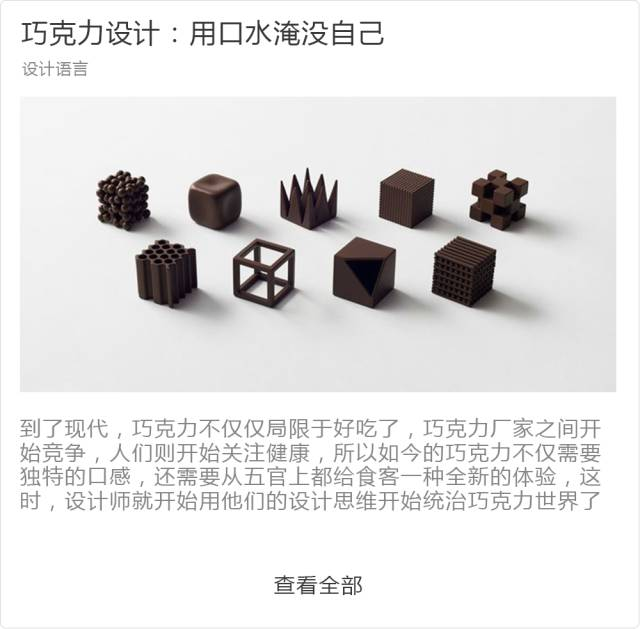 巧克力设计：用口水淹没自己
设计语言
到了现代，巧克力不仅仅局限于好吃了，巧克力厂家之间开
始竞争，人们则开始关注健康，所以如今的巧克力不仅需要
独特的口感，还需要从五官上都给食客一种全新的体验，这
时，设计师就开始用他们的设计思维开始统治巧克力世界了
查看全部